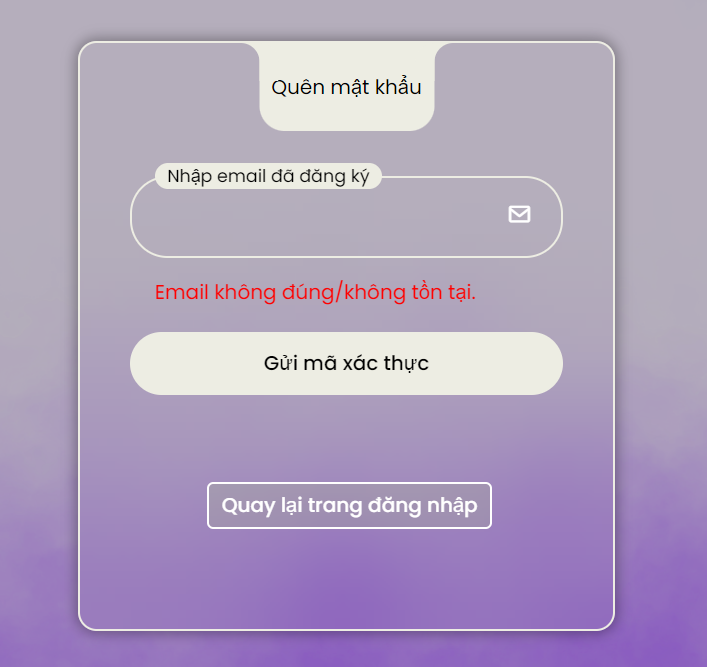 Quên mật khẩu
Nhập email đã đăng ký
Email không đúng/không tồn tại.
Gửi mã xác thực
Quay lại trang đăng nhập